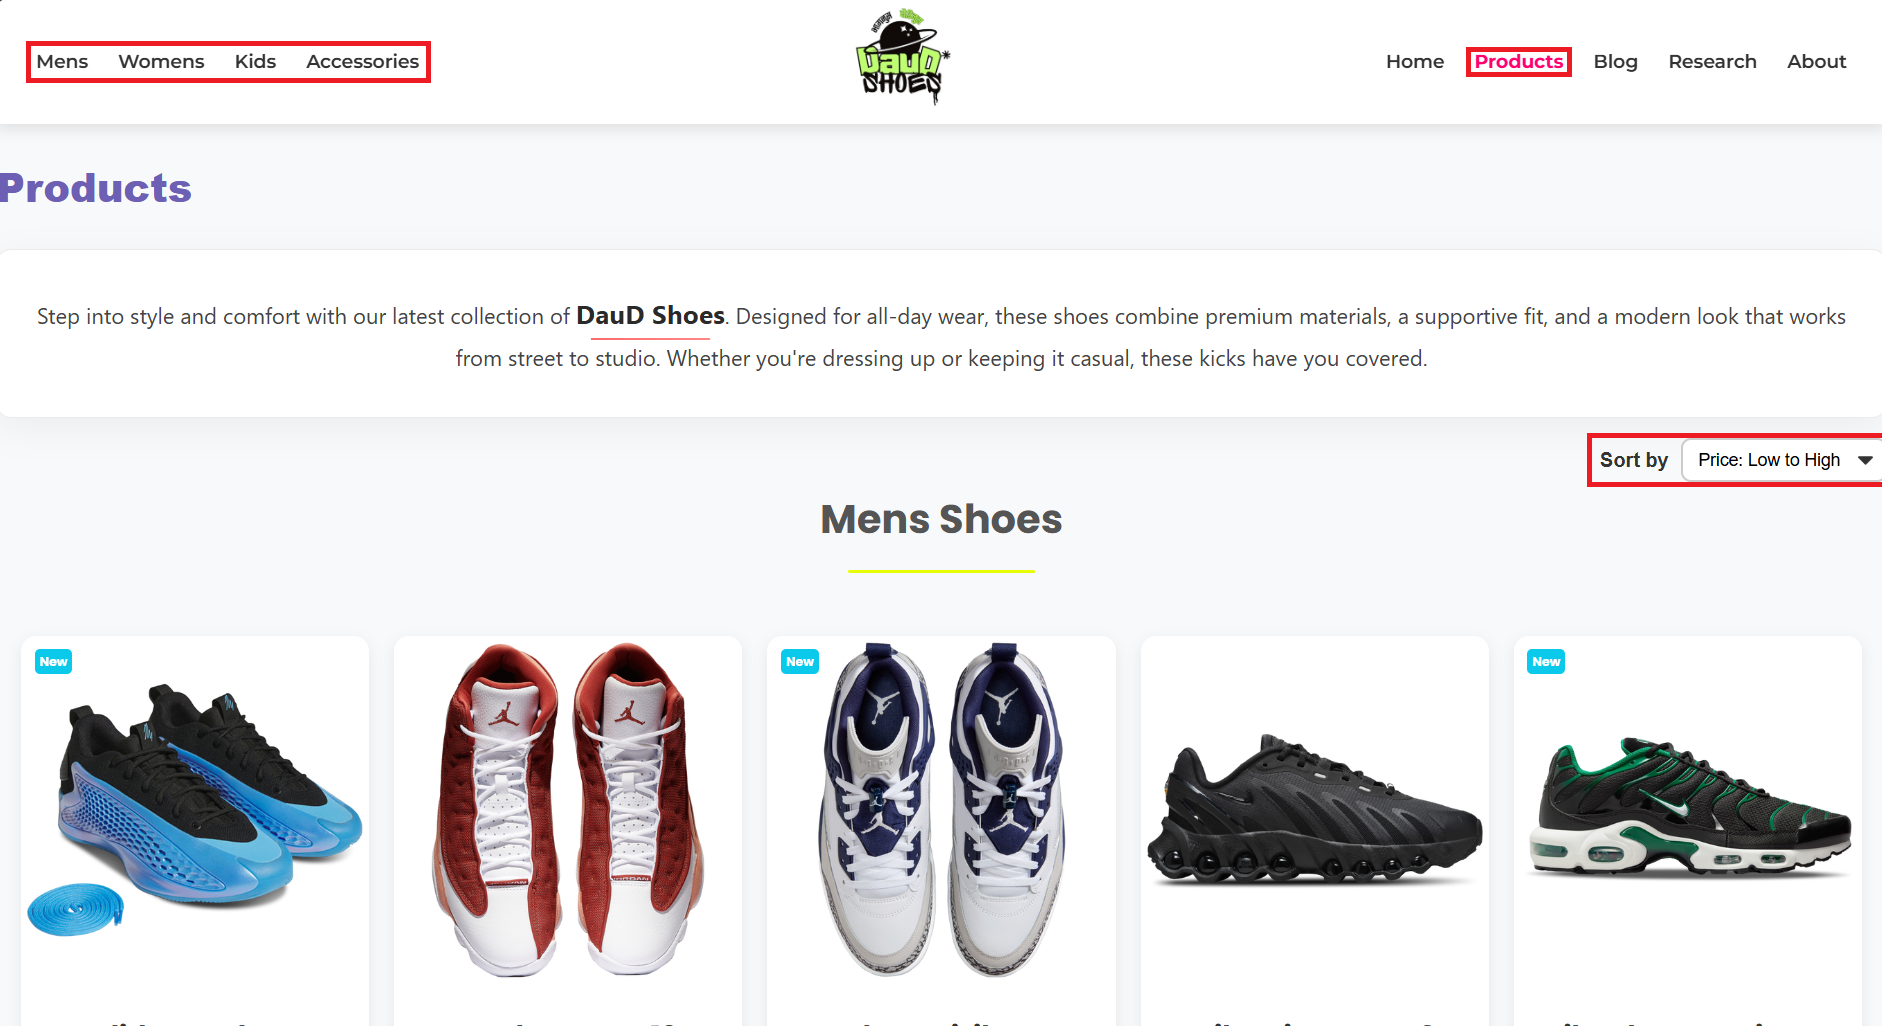 Mens Womens Kids Accessories
DauD
SHOES
Home Products Blog Research About
Products
Step into style and comfort with our latest collection of DauD Shoes. Designed for all-day wear, these shoes combine premium materials, a supportive fit, and a modern look that works
from street to studio. Whether you're dressing up or keeping it casual, these kicks have you covered.
Sort by Price: Low to High
Mens Shoes
New
New
New